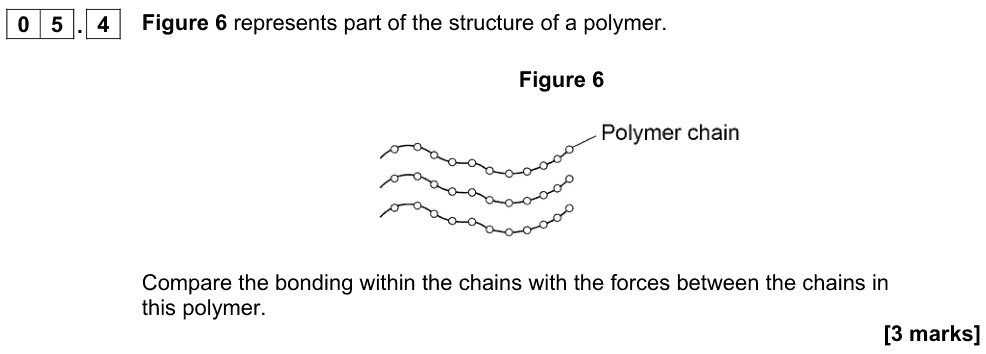 0 5 . 4 Figure 6 represents part of the structure of a polymer.
Figure 6
Polymer chain
Compare the bonding within the chains with the forces between the chains in
this polymer.
[3 marks]